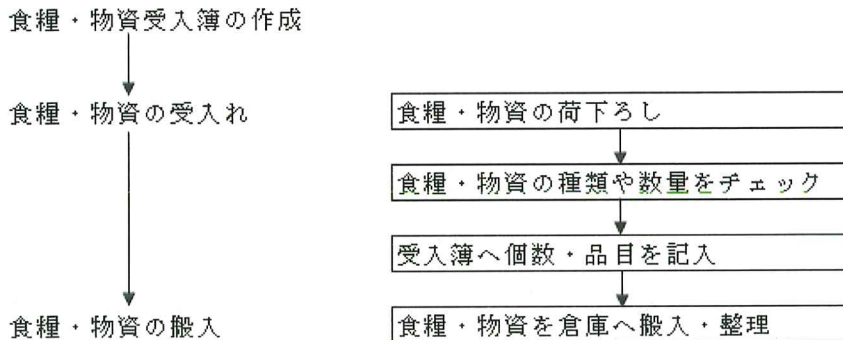 食糧・物資受入簿の作成
食糧・物資の受入れ
食糧・物資の荷下ろし
食糧・物資の種類や数量をチェック
受入簿へ個数・品目を記入
食糧・物資の搬入
食糧・物資を倉庫へ搬入・整理